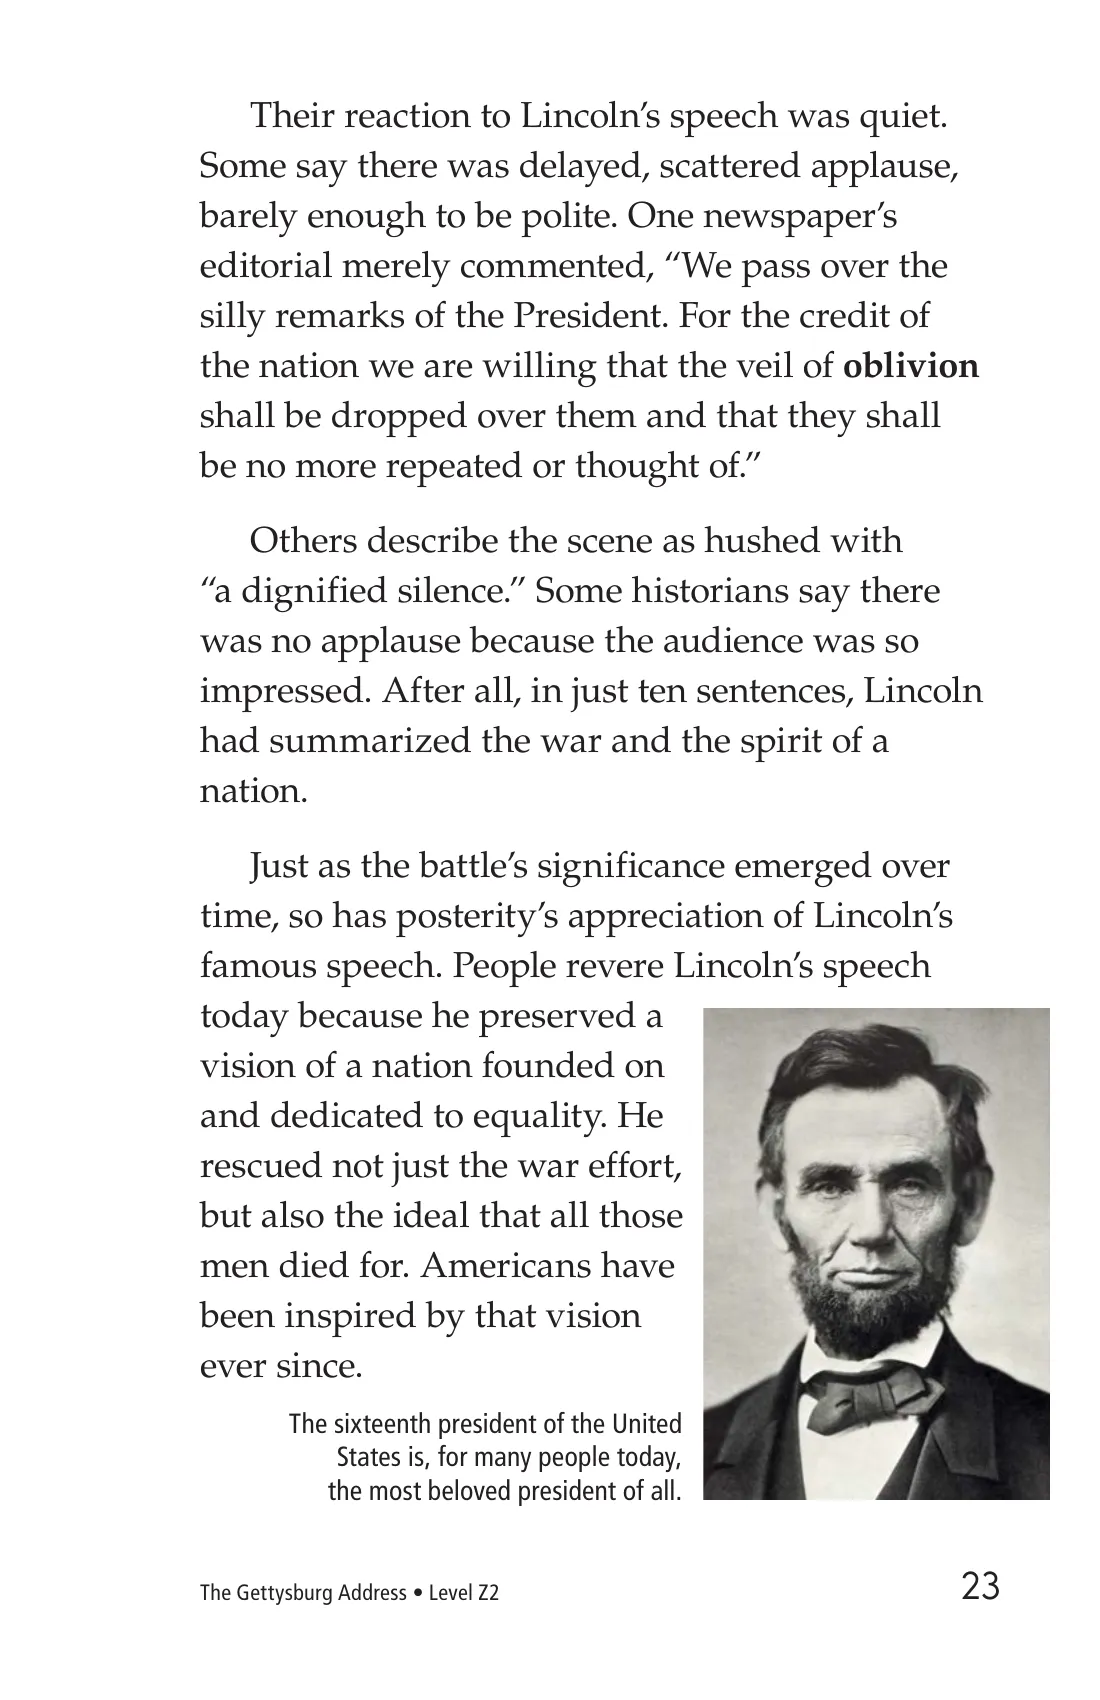 Their reaction to Lincoln’s speech was quiet.
Some say there was delayed, scattered applause,
barely enough to be polite. One newspaper’s
editorial merely commented, “We pass over the
silly remarks of the President. For the credit of
the nation we are willing that the veil of oblivion
shall be dropped over them and that they shall
be no more repeated or thought of.”
Others describe the scene as hushed with
“a dignified silence.” Some historians say there
was no applause because the audience was so
impressed. After all, in just ten sentences, Lincoln
had summarized the war and the spirit of a
nation.
Just as the battle’s significance emerged over
time, so has posterity’s appreciation of Lincoln’s
famous speech. People revere Lincoln’s speech
today because he preserved a
vision of a nation founded on
and dedicated to equality. He
rescued not just the war effort,
but also the ideal that all those
men died for. Americans have
been inspired by that vision
ever since.
The sixteenth president of the United
States is, for many people today,
the most beloved president of all.
The Gettysburg Address • Level Z2
23